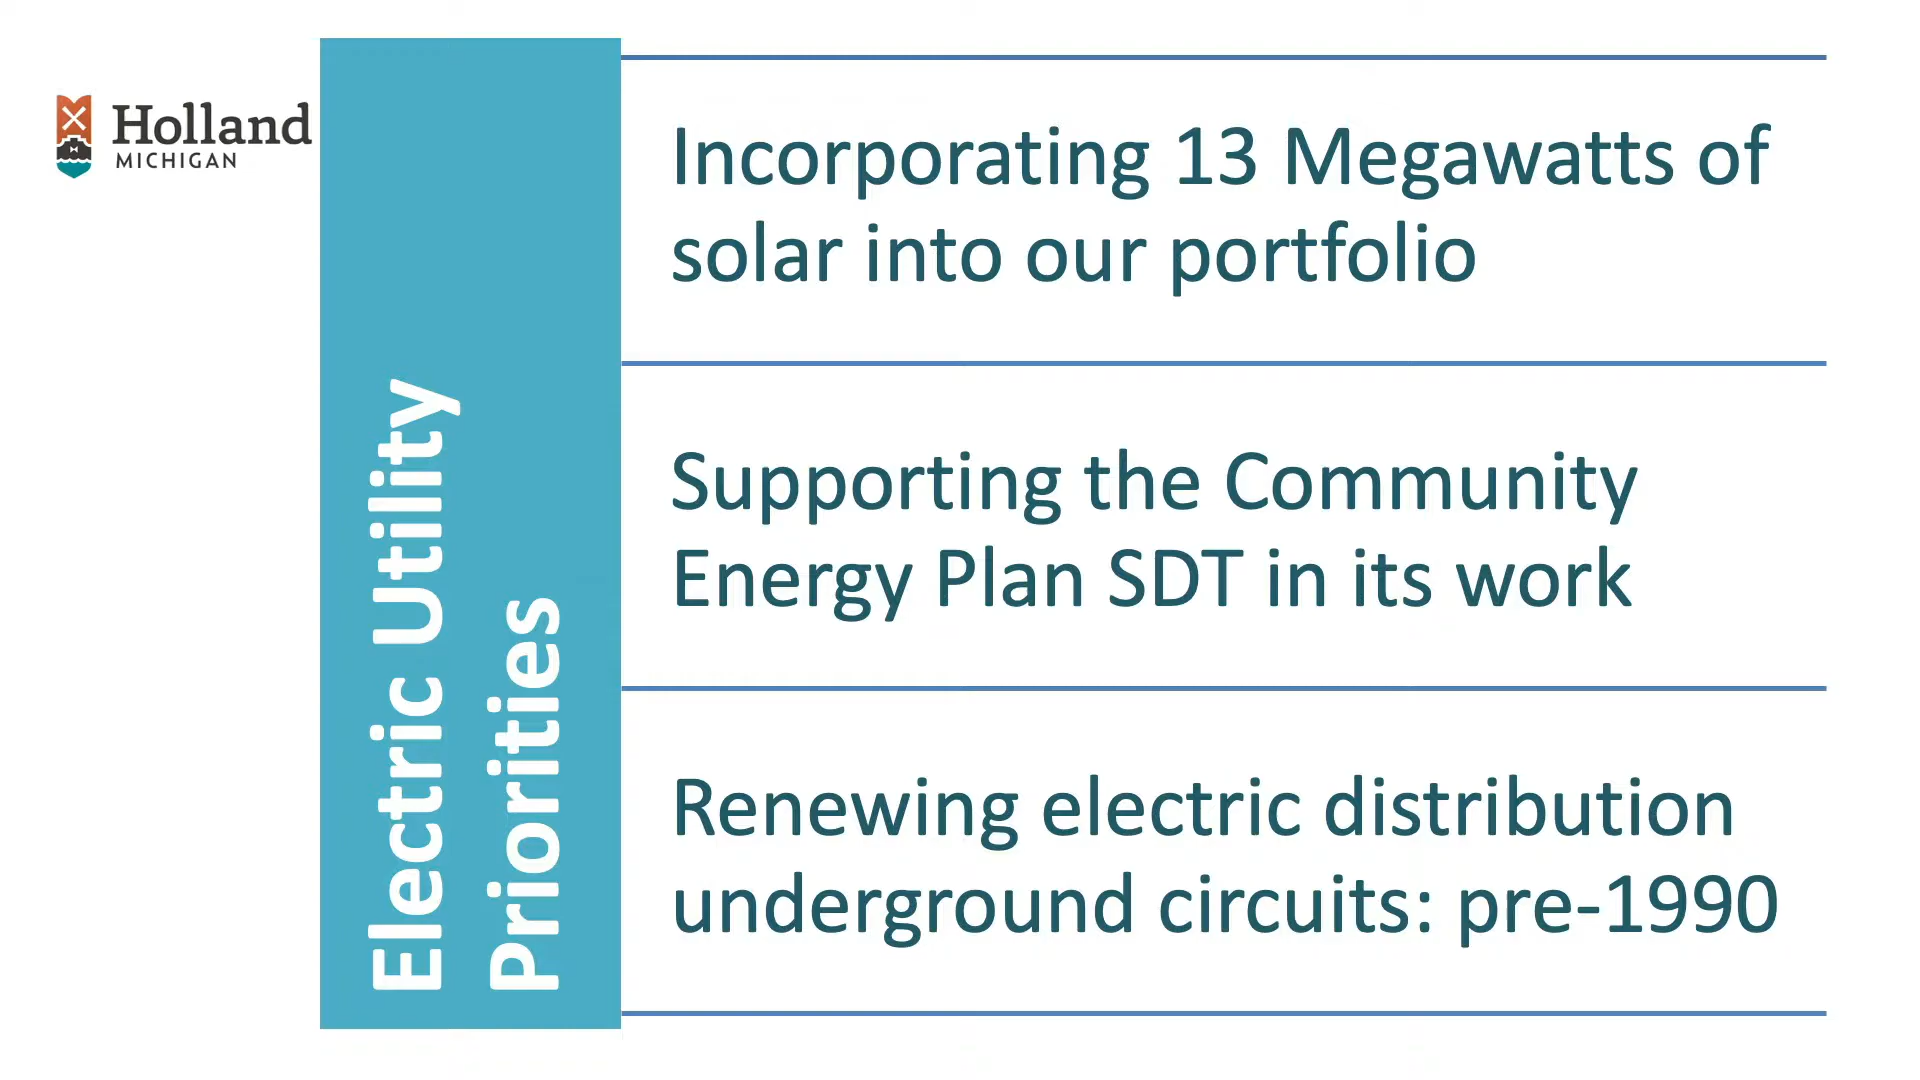 Holland
MICHIGAN
Electric Utility
Priorities
Incorporating 13 Megawatts of
solar into our portfolio
Supporting the Community
Energy Plan SDT in its work
Renewing electric distribution
underground circuits: pre-1990